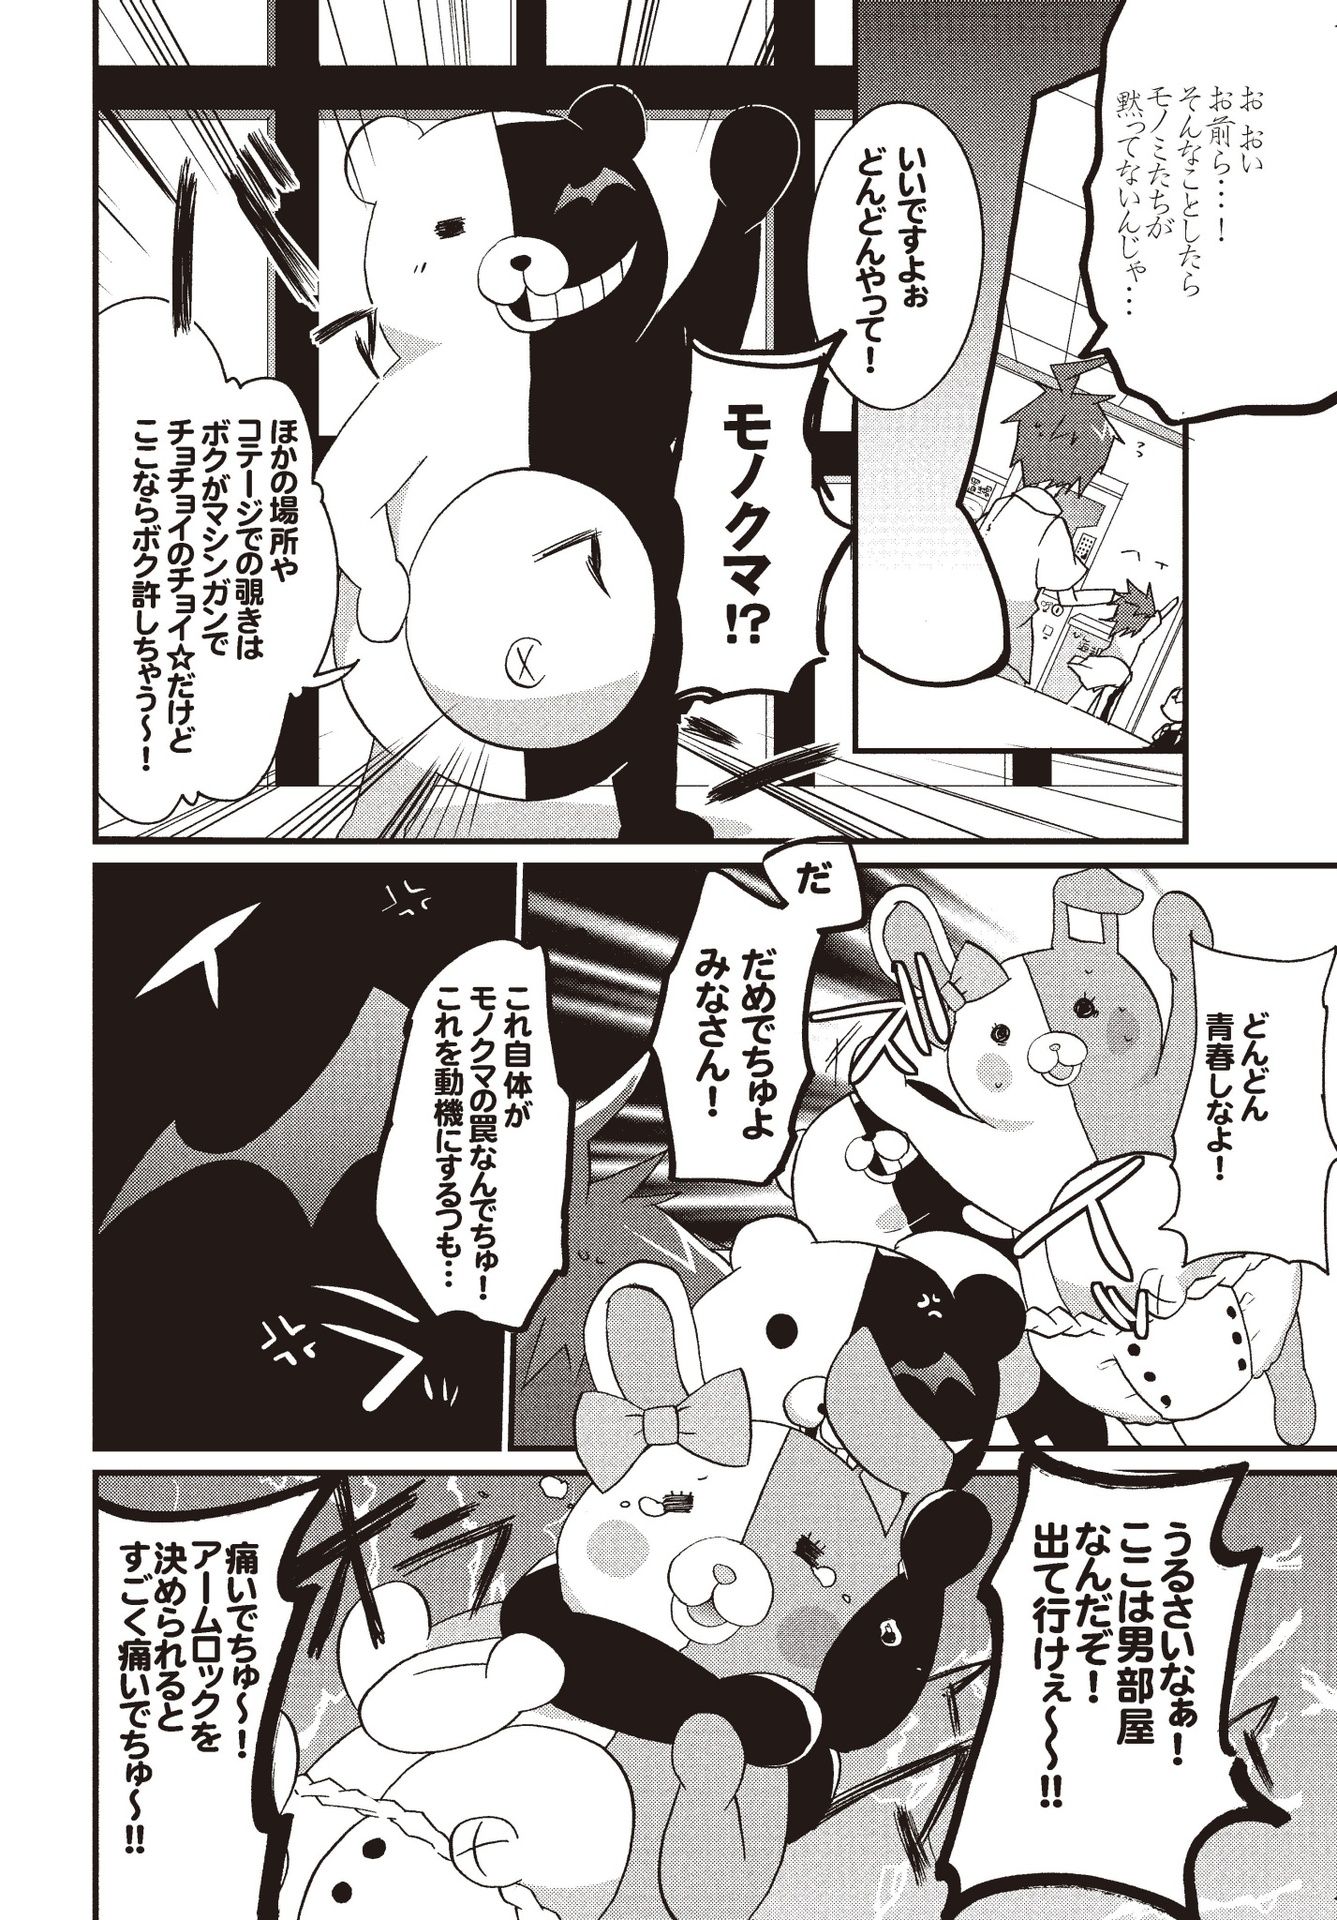 お おい
お前ら…！
そんなことしたら
モノミたちが
黙ってないんじゃ…
いいですよぉ
どんどんやって！
モノクマ!?
ほかの場所や
コテージでの覗きは
ボクがマシンガンで
チョチョイのチョイ☆だけど
ここならボク許しちゃう〜！
どんどん
青春しなよ！
だ
だめでちゅよ
みなさん！
これ自体が
モノクマの罠なんでちゅ！
これを動機にするつも…
うるさいなぁ！
ここは男部屋
なんだぞ！
出て行けぇ〜〜!!
痛いでちゅ〜！
アームロックを
決められると
すごく痛いでちゅ〜!!